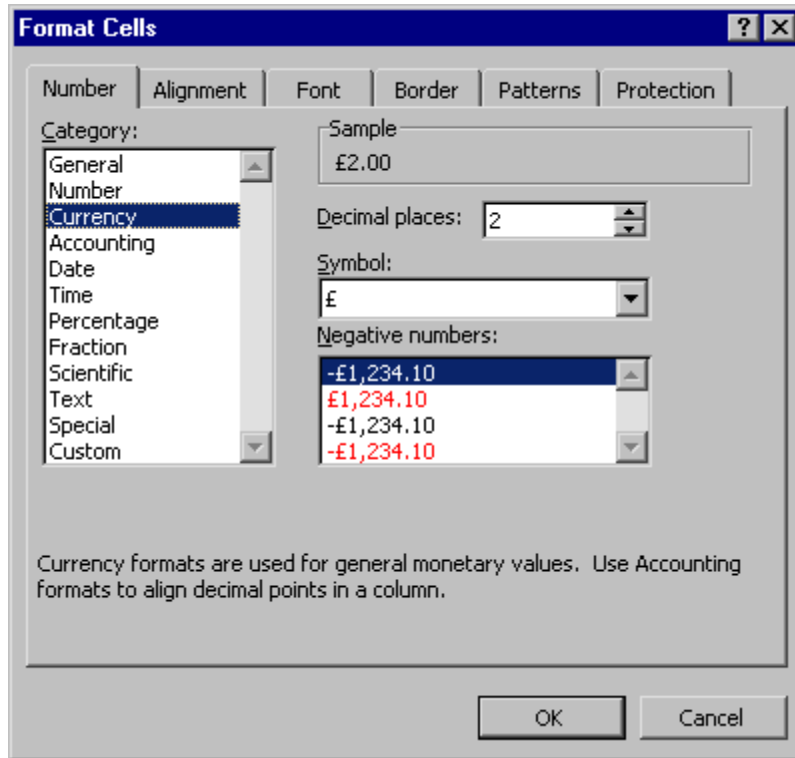 Format Cells
Number Alignment Font Border Patterns Protection
Category:
General
Number
Currency
Accounting
Date
Time
Percentage
Fraction
Scientific
Text
Special
Custom
Sample
£2.00
Decimal places: 2
Symbol:
£
Negative numbers:
-£1,234.10
£1,234.10
-£1,234.10
-£1,234.10
Currency formats are used for general monetary values.  Use Accounting
formats to align decimal points in a column.
OK Cancel